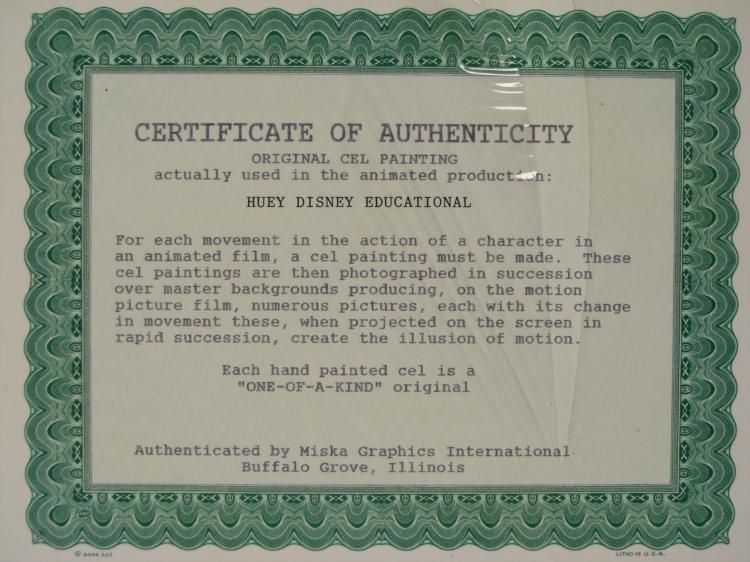 CERTIFICATE OF AUTHENTICITY
ORIGINAL CEL PAINTING
actually used in the animated production:
HUEY DISNEY EDUCATIONAL
For each movement in the action of a character in
an animated film, a cel painting must be made. These
cel paintings are then photographed in succession
over master backgrounds producing, on the motion
picture film, numerous pictures, each with its change
in movement these, when projected on the screen in
rapid succession, create the illusion of motion.
Each hand painted cel is a
"ONE-OF-A-KIND" original
Authenticated by Miska Graphics International
Buffalo Grove, Illinois
LITHO IN U.S.A.